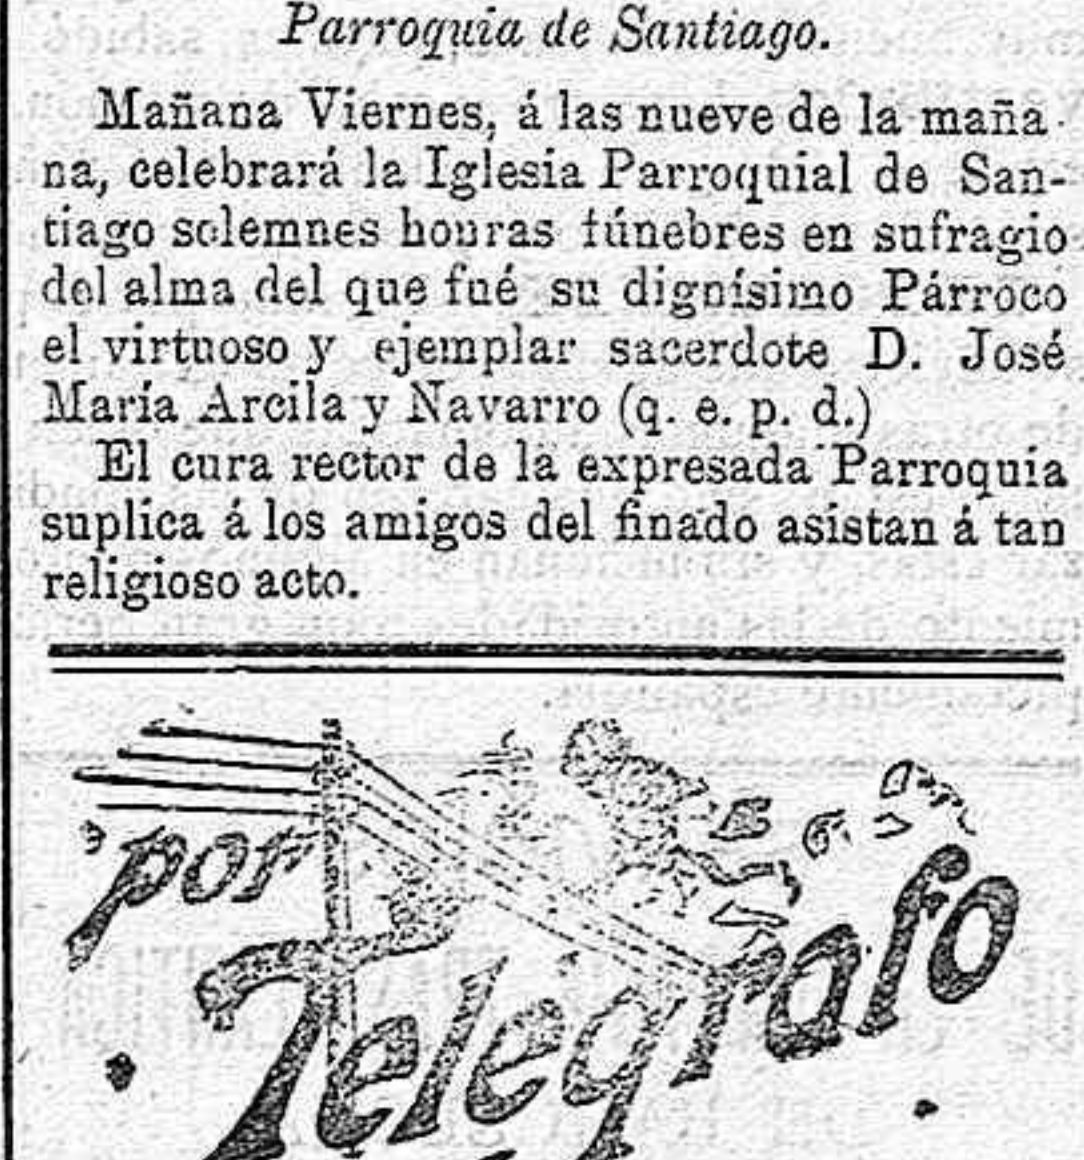 Parroquia de Santiago.
Mañana Viernes, á las nueve de la maña-
na, celebrará la Iglesia Parroquial de San-
tiago solemnes honras fúnebres en sufragio
del alma del que fué su dignísimo Párroco
el virtuoso y ejemplar sacerdote D. José
María Arcila y Navarro (q. e. p. d.)
El cura rector de la expresada Parroquia
suplica á los amigos del finado asistan á tan
religioso acto.
por
Telegrafo